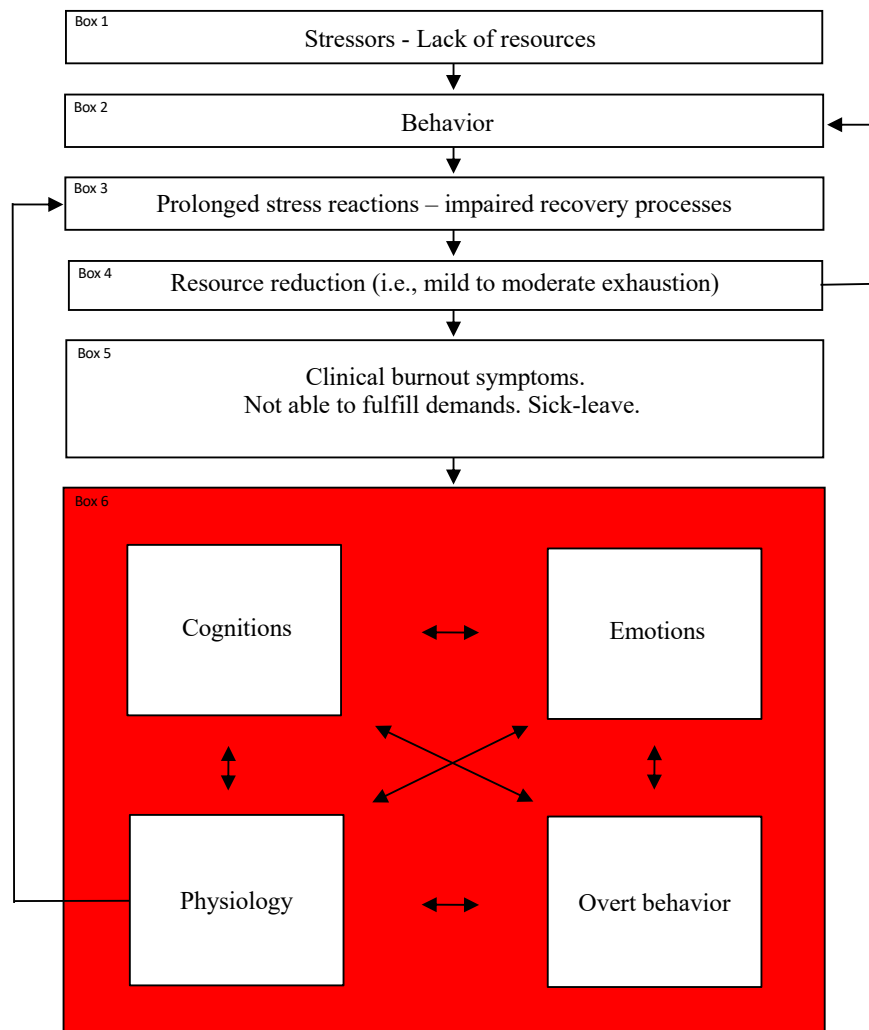 Box 1
Stressors - Lack of resources
Box 2
Behavior
Box 3
Prolonged stress reactions – impaired recovery processes
Box 4
Resource reduction (i.e., mild to moderate exhaustion)
Box 5
Clinical burnout symptoms.
Not able to fulfill demands. Sick-leave.
Box 6
Cognitions
Emotions
Physiology
Overt behavior